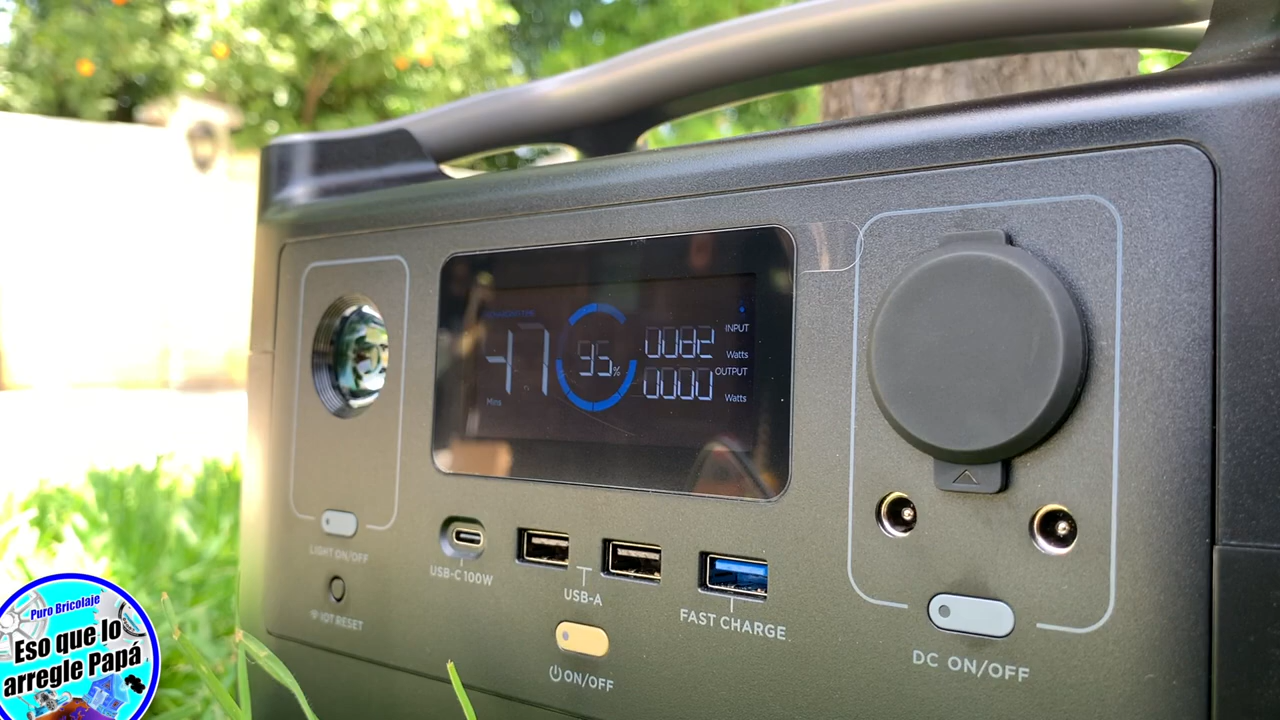 47
Mins
95%
0082
INPUT
Watts
0000
OUTPUT
Watts
LIGHT ON/OFF
IOT RESET
USB-C 100W
USB-A
FAST CHARGE
ON/OFF
DC ON/OFF
Puro Bricolaje
Eso que lo
arregle Papá